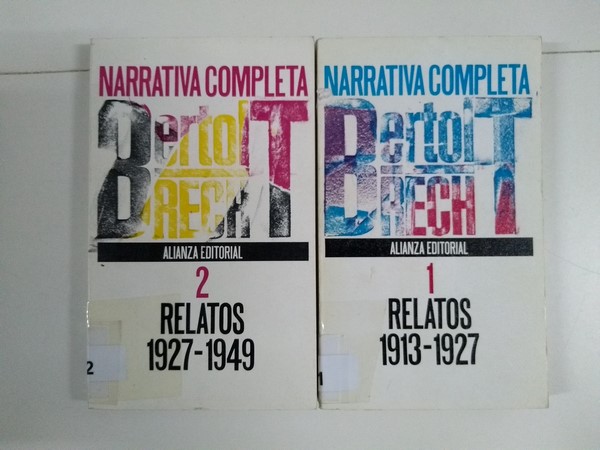 NARRATIVA COMPLETA
BertolT
BRECHT
ALIANZA EDITORIAL
2
RELATOS
1927-1949
2
NARRATIVA COMPLETA
BertolT
BRECHT
ALIANZA EDITORIAL
1
RELATOS
1913-1927
1